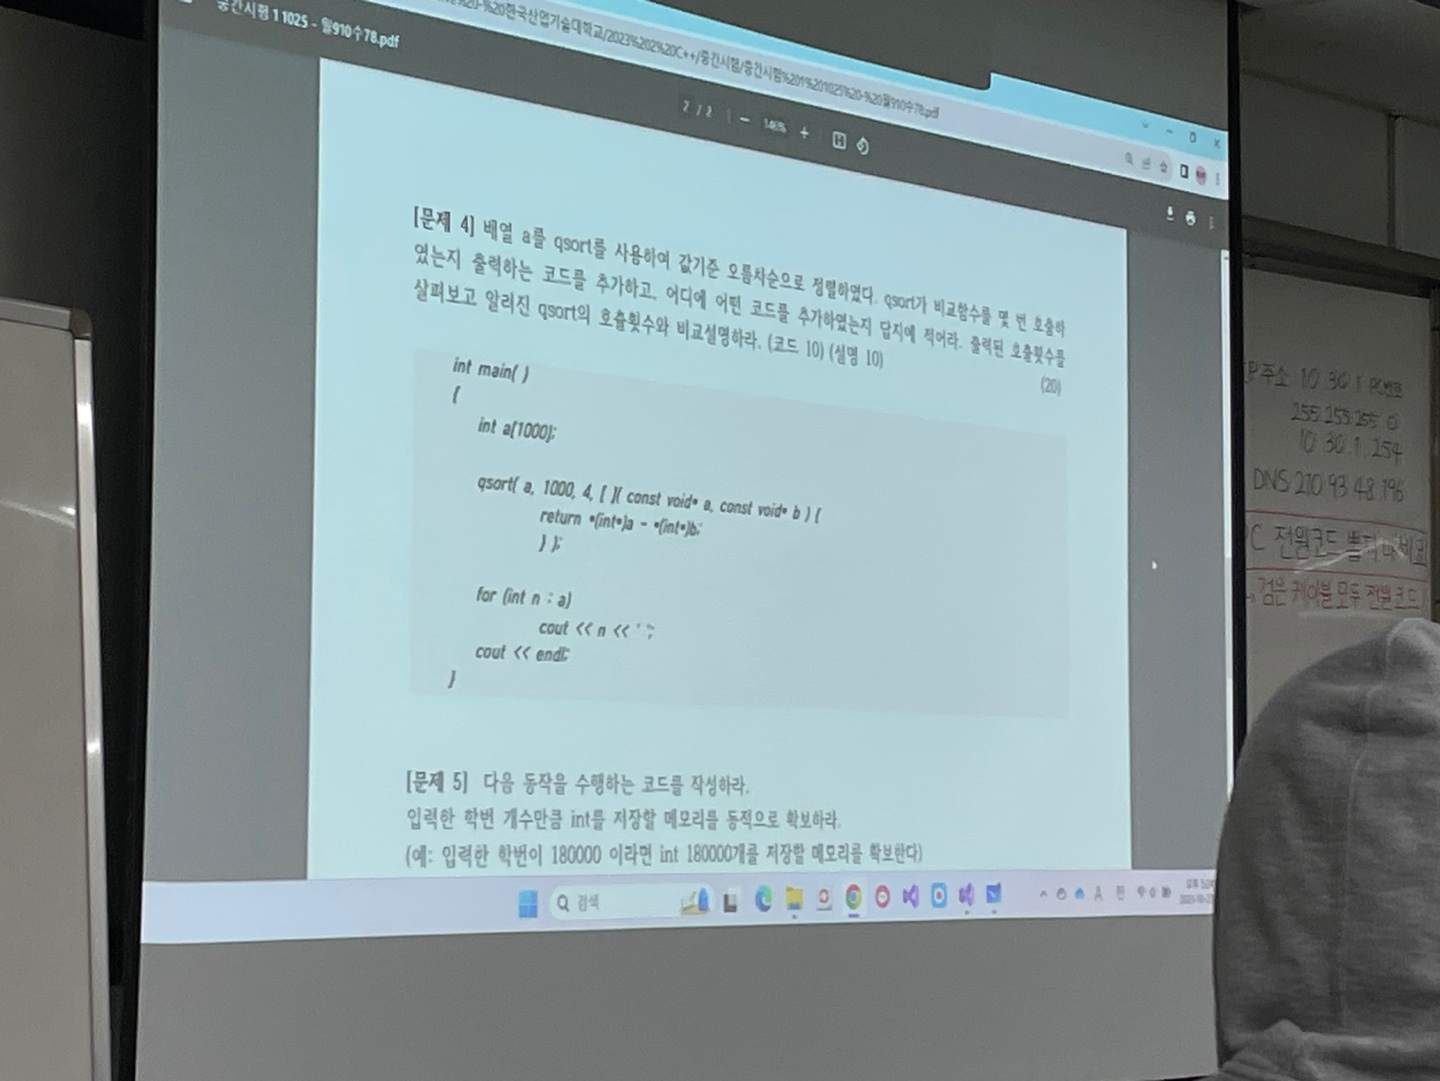 중간시험 1 1025 - 월910수78.pdf
한국산업기술대학교/2023%202%20C++/중간시험/중간시험%201%201025%20-%20월910수78.pdf
2 / 2 | − 146% +
[문제 4] 배열 a를 qsort를 사용하여 값기준 오름차순으로 정렬하였다. qsort가 비교함수를 몇 번 호출하
였는지 출력하는 코드를 추가하고, 어디에 어떤 코드를 추가하였는지 답지에 적어라. 출력된 호출횟수를
살펴보고 알려진 qsort의 호출횟수와 비교설명하라. (코드 10) (설명 10)
(20)
int main( )
{
int a[1000];
qsort( a, 1000, 4, [ ]( const void* a, const void* b ) {
return *(int*)a - *(int*)b;
} );
for (int n : a)
cout << n << " ";
cout << endl;
}
[문제 5] 다음 동작을 수행하는 코드를 작성하라.
입력한 학번 개수만큼 int를 저장할 메모리를 동적으로 확보하라.
(예: 입력한 학번이 180000 이라면 int 180000개를 저장할 메모리를 확보한다)
검색
IP주소 10.30.1.PC번호
255.255.255.0
10.30.1.254
DNS:210.93.48.196
PC 전원코드 뽑지 마세요
검은 케이블 모두 전원코드